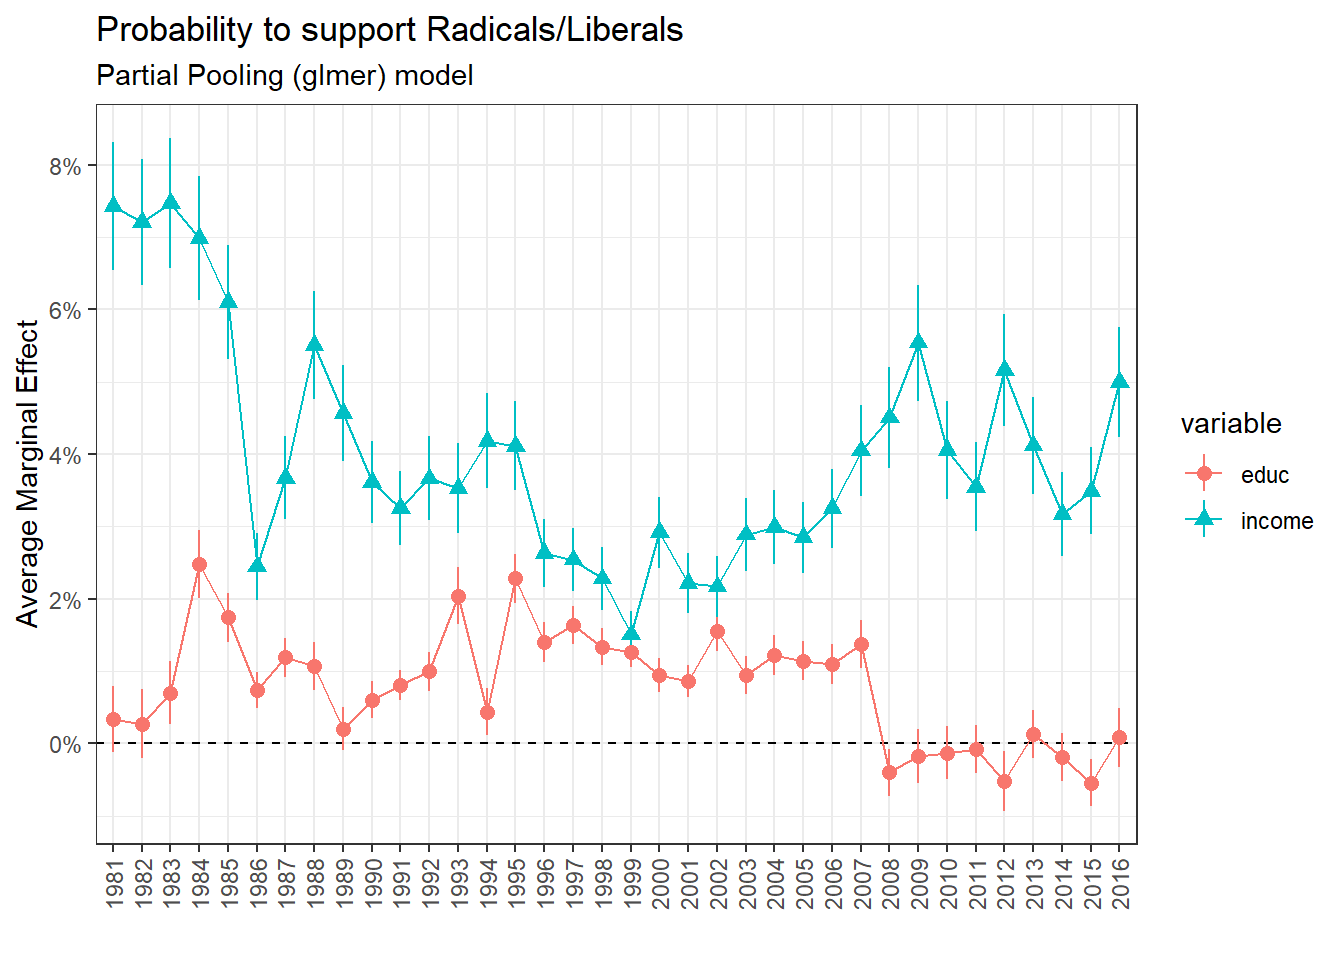 Probability to support Radicals/Liberals
Partial Pooling (glmer) model
Average Marginal Effect
8%
6%
4%
2%
0%
1981 1982 1983 1984 1985 1986 1987 1988 1989 1990 1991 1992 1993 1994 1995 1996 1997 1998 1999 2000 2001 2002 2003 2004 2005 2006 2007 2008 2009 2010 2011 2012 2013 2014 2015 2016
variable
educ
income